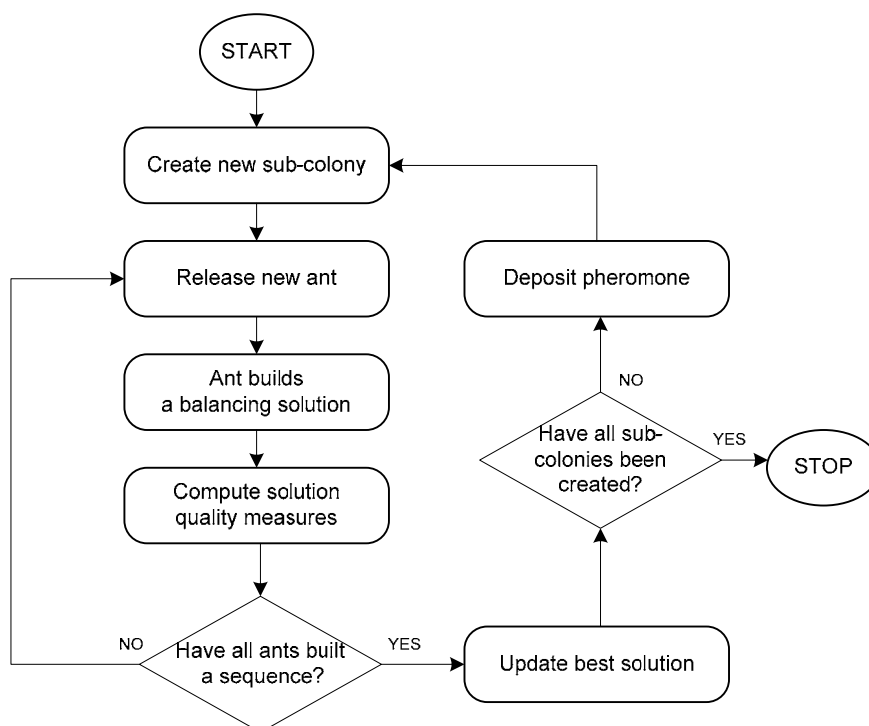 START
Create new sub-colony
Release new ant
Deposit pheromone
Ant builds
a balancing solution
NO
Have all sub-
colonies been
created?
YES
STOP
Compute solution
quality measures
NO
Have all ants built
a sequence?
YES
Update best solution